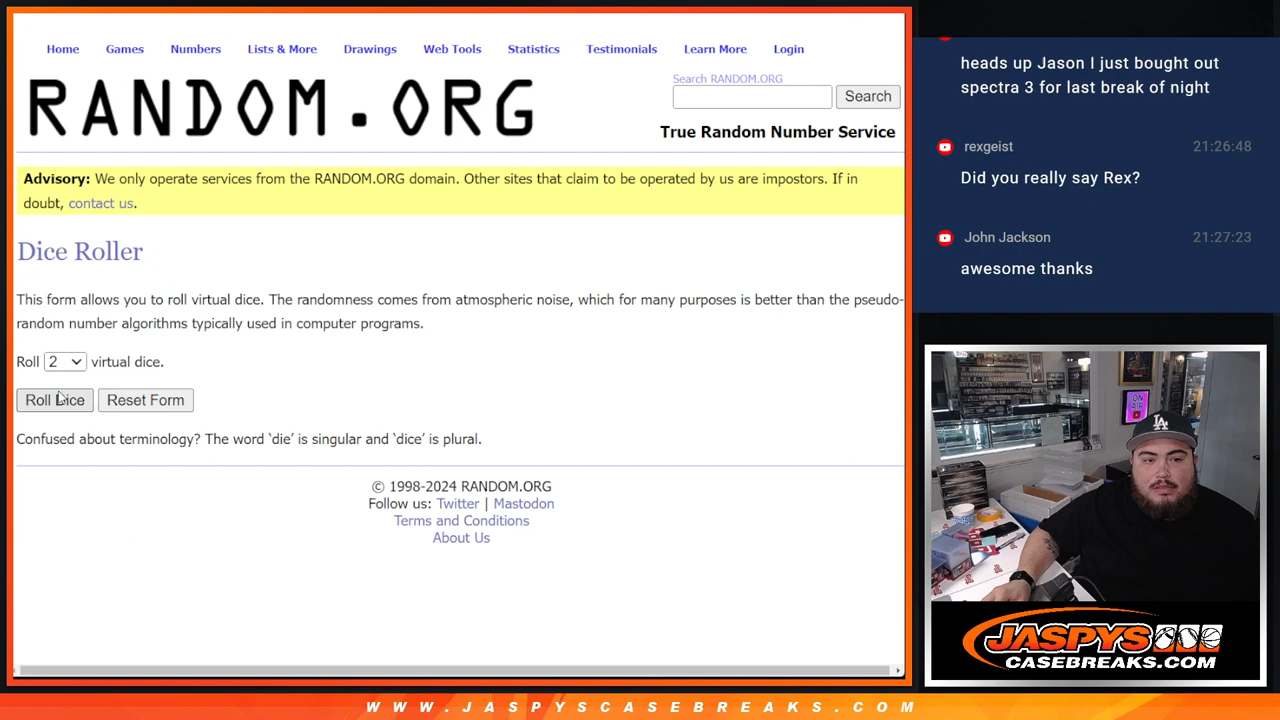 Home Games Numbers Lists & More Drawings Web Tools Statistics Testimonials Learn More Login
RANDOM.ORG
Search RANDOM.ORG
Search
True Random Number Service
Advisory: We only operate services from the RANDOM.ORG domain. Other sites that claim to be operated by us are impostors. If in
doubt, contact us.
Dice Roller
This form allows you to roll virtual dice. The randomness comes from atmospheric noise, which for many purposes is better than the pseudo-
random number algorithms typically used in computer programs.
Roll 2 virtual dice.
Roll Dice Reset Form
Confused about terminology? The word ‘die’ is singular and ‘dice’ is plural.
© 1998-2024 RANDOM.ORG
Follow us: Twitter | Mastodon
Terms and Conditions
About Us
heads up Jason I just bought out
spectra 3 for last break of night
rexgeist 21:26:48
Did you really say Rex?
John Jackson 21:27:23
awesome thanks
ON AIR
LA
JASPYS
CASEBREAKS.COM
WWW.JASPYSCASEBREAKS.COM